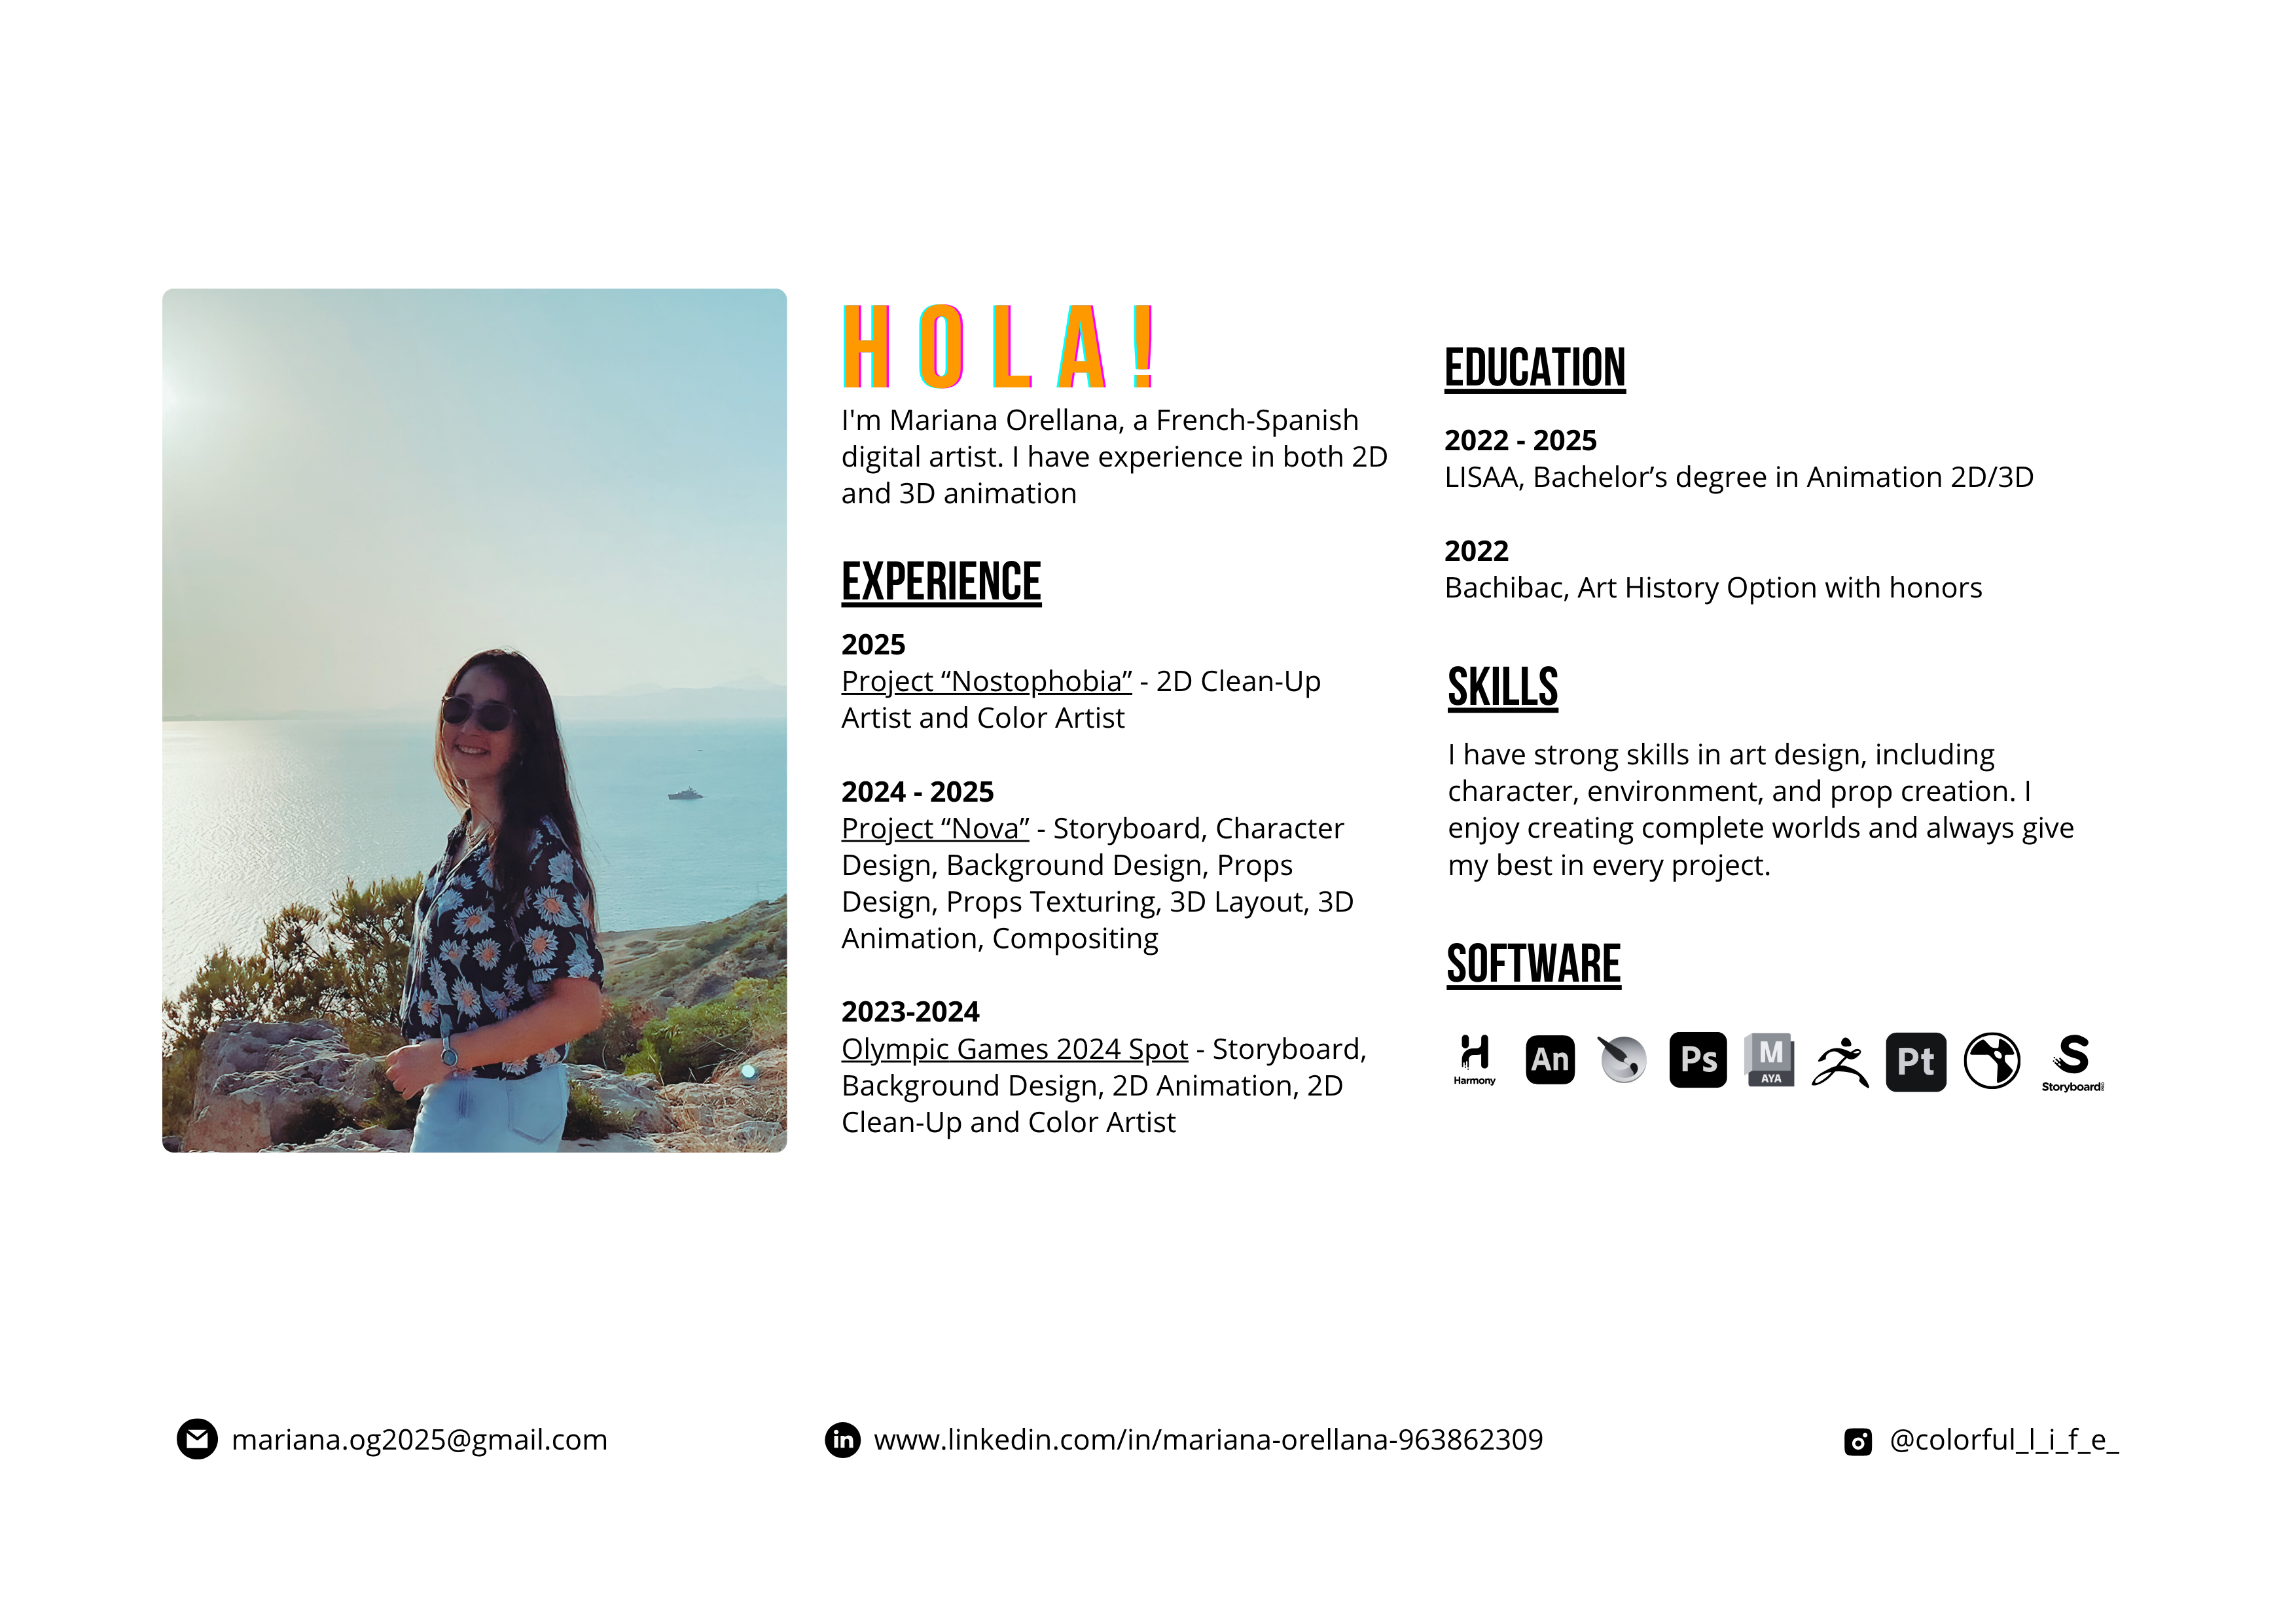 HOLA!
I'm Mariana Orellana, a French-Spanish
digital artist. I have experience in both 2D
and 3D animation
EXPERIENCE
2025
Project “Nostophobia” - 2D Clean-Up
Artist and Color Artist
2024 - 2025
Project “Nova” - Storyboard, Character
Design, Background Design, Props
Design, Props Texturing, 3D Layout, 3D
Animation, Compositing
2023-2024
Olympic Games 2024 Spot - Storyboard,
Background Design, 2D Animation, 2D
Clean-Up and Color Artist
EDUCATION
2022 - 2025
LISAA, Bachelor’s degree in Animation 2D/3D
2022
Bachibac, Art History Option with honors
SKILLS
I have strong skills in art design, including
character, environment, and prop creation. I
enjoy creating complete worlds and always give
my best in every project.
SOFTWARE
H An Ps M Pt S
Harmony AYA Storyboard
mariana.og2025@gmail.com in www.linkedin.com/in/mariana-orellana-963862309 @colorful_l_i_f_e_